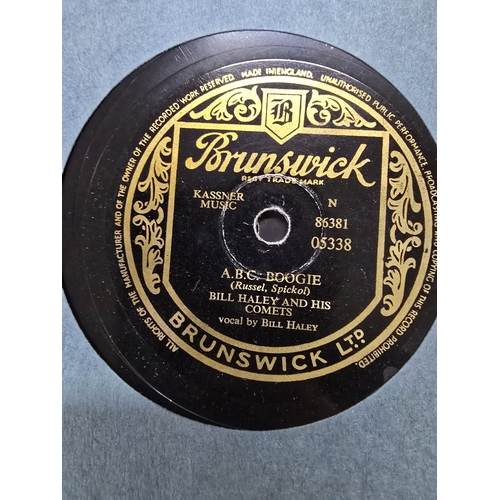 ALL RIGHTS OF THE MANUFACTURER AND OF THE OWNER OF THE RECORDED WORK RESERVED. MADE IN ENGLAND. UNAUTHORISED PUBLIC PERFORMANCE, BROADCASTING AND COPYING OF THIS RECORD PROHIBITED.
B
Brunswick
REGD TRADE MARK
KASSNER
MUSIC
N
86381
05338
A.B.C. BOOGIE
(Russel, Spickol)
BILL HALEY AND HIS
COMETS
vocal by BILL HALEY
BRUNSWICK LTD.